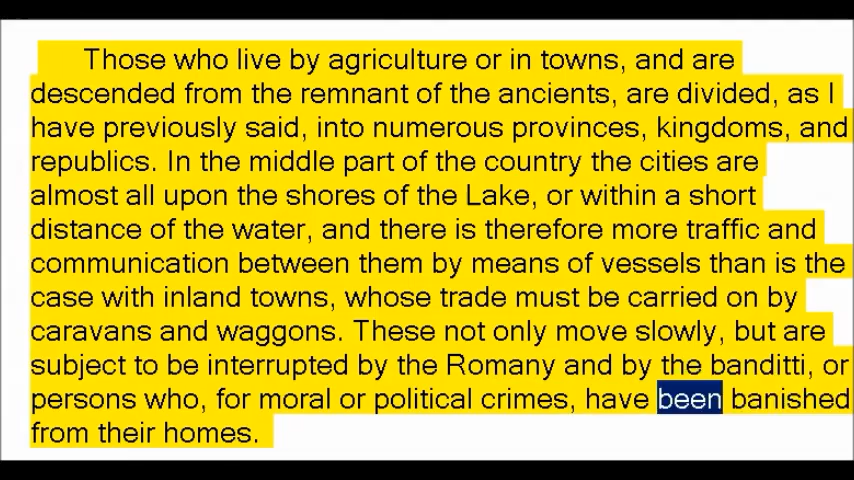 Those who live by agriculture or in towns, and are
descended from the remnant of the ancients, are divided, as I
have previously said, into numerous provinces, kingdoms, and
republics. In the middle part of the country the cities are
almost all upon the shores of the Lake, or within a short
distance of the water, and there is therefore more traffic and
communication between them by means of vessels than is the
case with inland towns, whose trade must be carried on by
caravans and waggons. These not only move slowly, but are
subject to be interrupted by the Romany and by the banditti, or
persons who, for moral or political crimes, have been banished
from their homes.